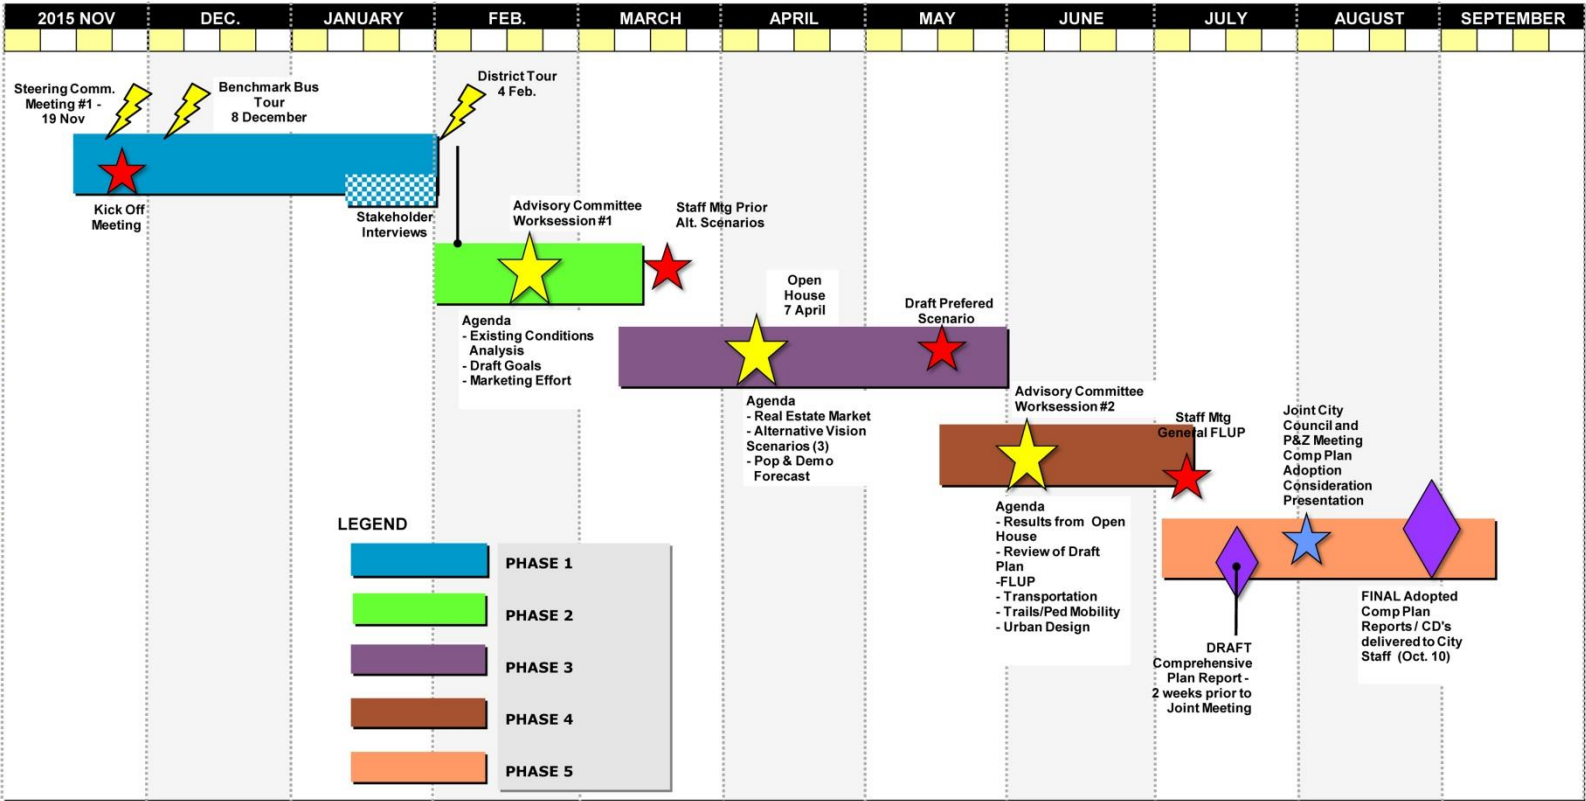 2015 NOV
DEC.
JANUARY
FEB.
MARCH
APRIL
MAY
JUNE
JULY
AUGUST
SEPTEMBER
Steering Comm.
Meeting #1 -
19 Nov
Benchmark Bus
Tour
8 December
District Tour
4 Feb.
Kick Off
Meeting
Stakeholder
Interviews
Advisory Committee
Worksession #1
Staff Mtg Prior
Alt. Scenarios
Agenda
- Existing Conditions
Analysis
- Draft Goals
- Marketing Effort
Open
House
7 April
Draft Prefered
Scenario
Agenda
- Real Estate Market
- Alternative Vision
Scenarios (3)
- Pop & Demo
Forecast
Advisory Committee
Worksession #2
Staff Mtg
General FLUP
Agenda
- Results from Open
House
- Review of Draft
Plan
-FLUP
- Transportation
- Trails/Ped Mobility
- Urban Design
Joint City
Council and
P&Z Meeting
Comp Plan
Adoption
Consideration
Presentation
DRAFT
Comprehensive
Plan Report -
2 weeks prior to
Joint Meeting
FINAL Adopted
Comp Plan
Reports / CD's
delivered to City
Staff (Oct. 10)
LEGEND
PHASE 1
PHASE 2
PHASE 3
PHASE 4
PHASE 5